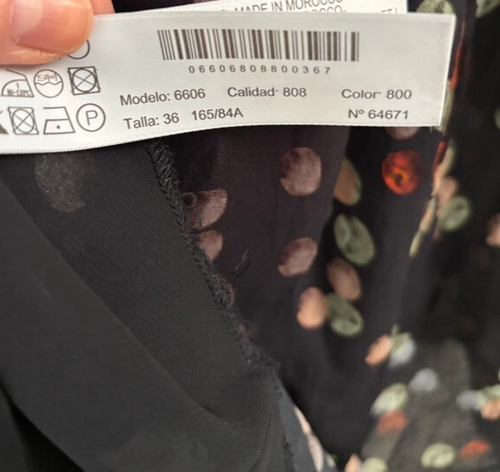 MADE IN MOROCCO
06606808800367
Modelo: 6606 Calidad: 808 Color: 800
Talla: 36 165/84A Nº 64671
P